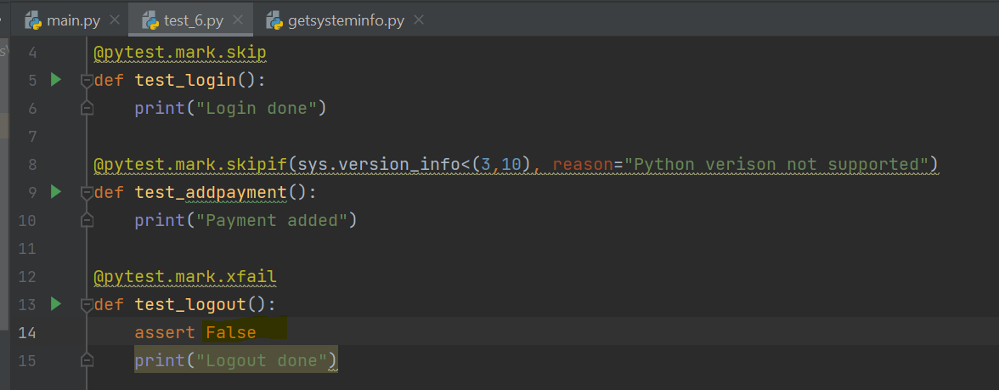 main.py test_6.py getsysteminfo.py
4 @pytest.mark.skip
5 def test_login():
6 print("Login done")
7
8 @pytest.mark.skipif(sys.version_info<(3,10), reason="Python verison not supported")
9 def test_addpayment():
10 print("Payment added")
11
12 @pytest.mark.xfail
13 def test_logout():
14 assert False
15 print("Logout done")